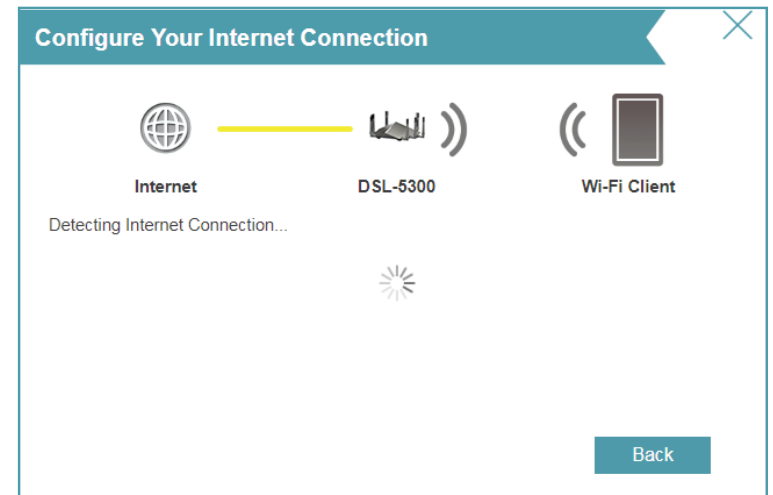 Configure Your Internet Connection
Internet
DSL-5300
Wi-Fi Client
Detecting Internet Connection...
Back